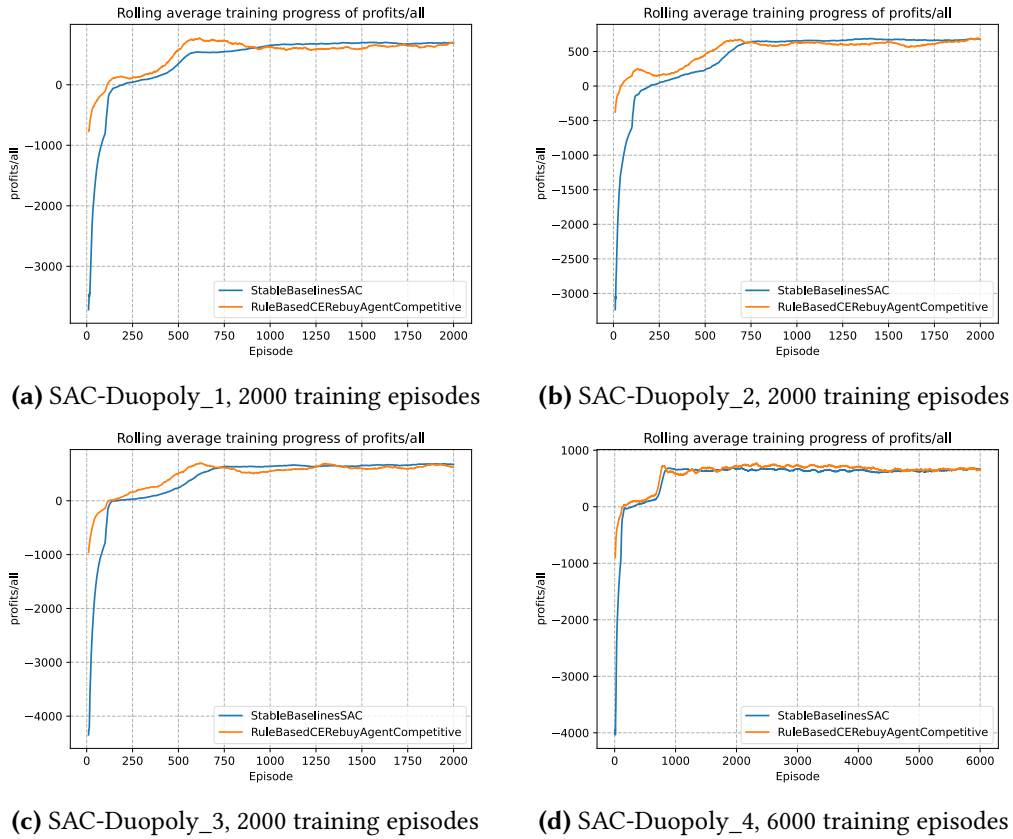 Rolling average training progress of profits/all
0
−1000
−2000
−3000
profits/all
0 250 500 750 1000 1250 1500 1750 2000
Episode
StableBaselinesSAC
RuleBasedCERebuyAgentCompetitive
(a) SAC-Duopoly_1, 2000 training episodes
Rolling average training progress of profits/all
500
0
−500
−1000
−1500
−2000
−2500
−3000
profits/all
0 250 500 750 1000 1250 1500 1750 2000
Episode
StableBaselinesSAC
RuleBasedCERebuyAgentCompetitive
(b) SAC-Duopoly_2, 2000 training episodes
Rolling average training progress of profits/all
0
−1000
−2000
−3000
−4000
profits/all
0 250 500 750 1000 1250 1500 1750 2000
Episode
StableBaselinesSAC
RuleBasedCERebuyAgentCompetitive
(c) SAC-Duopoly_3, 2000 training episodes
Rolling average training progress of profits/all
1000
0
−1000
−2000
−3000
−4000
profits/all
0 1000 2000 3000 4000 5000 6000
Episode
StableBaselinesSAC
RuleBasedCERebuyAgentCompetitive
(d) SAC-Duopoly_4, 6000 training episodes